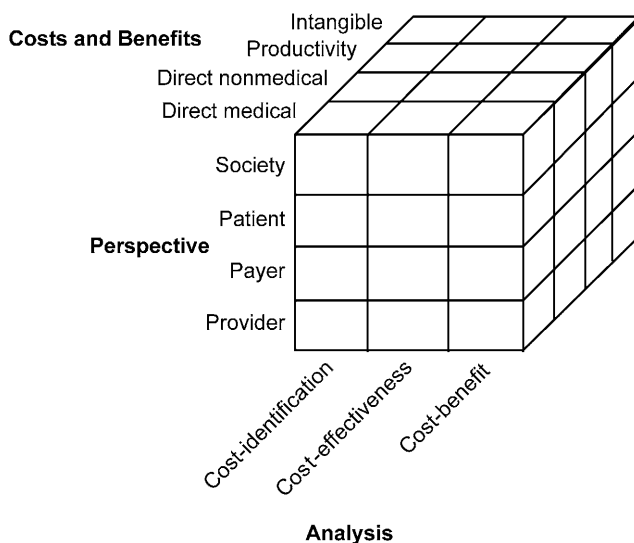 Intangible
Costs and Benefits
Productivity
Direct nonmedical
Direct medical
Society
Patient
Perspective
Payer
Provider
Cost-identification
Cost-effectiveness
Cost-benefit
Analysis